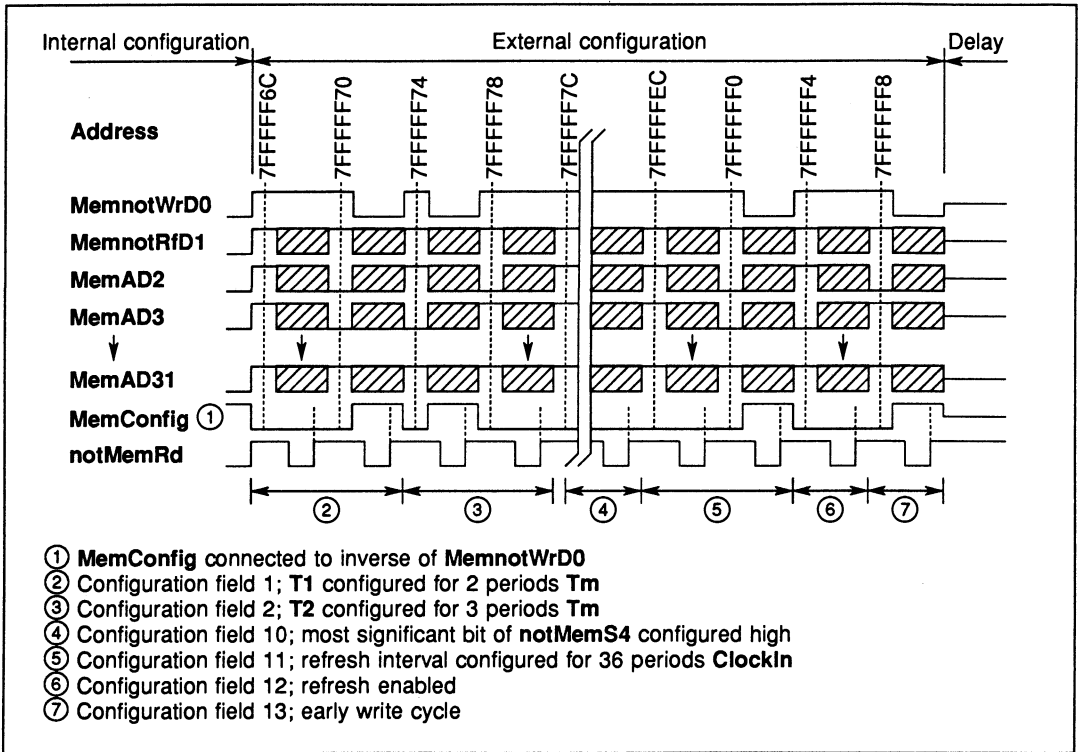 Internal configuration
External configuration
Delay
Address
7FFFFF6C
7FFFFF70
7FFFFF74
7FFFFF78
7FFFFF7C
7FFFFFEC
7FFFFFF0
7FFFFFF4
7FFFFFF8
MemnotWrD0
MemnotRfD1
MemAD2
MemAD3
MemAD31
MemConfig ①
notMemRd
② ③ ④ ⑤ ⑥ ⑦
① MemConfig connected to inverse of MemnotWrD0
② Configuration field 1; T1 configured for 2 periods Tm
③ Configuration field 2; T2 configured for 3 periods Tm
④ Configuration field 10; most significant bit of notMemS4 configured high
⑤ Configuration field 11; refresh interval configured for 36 periods ClockIn
⑥ Configuration field 12; refresh enabled
⑦ Configuration field 13; early write cycle